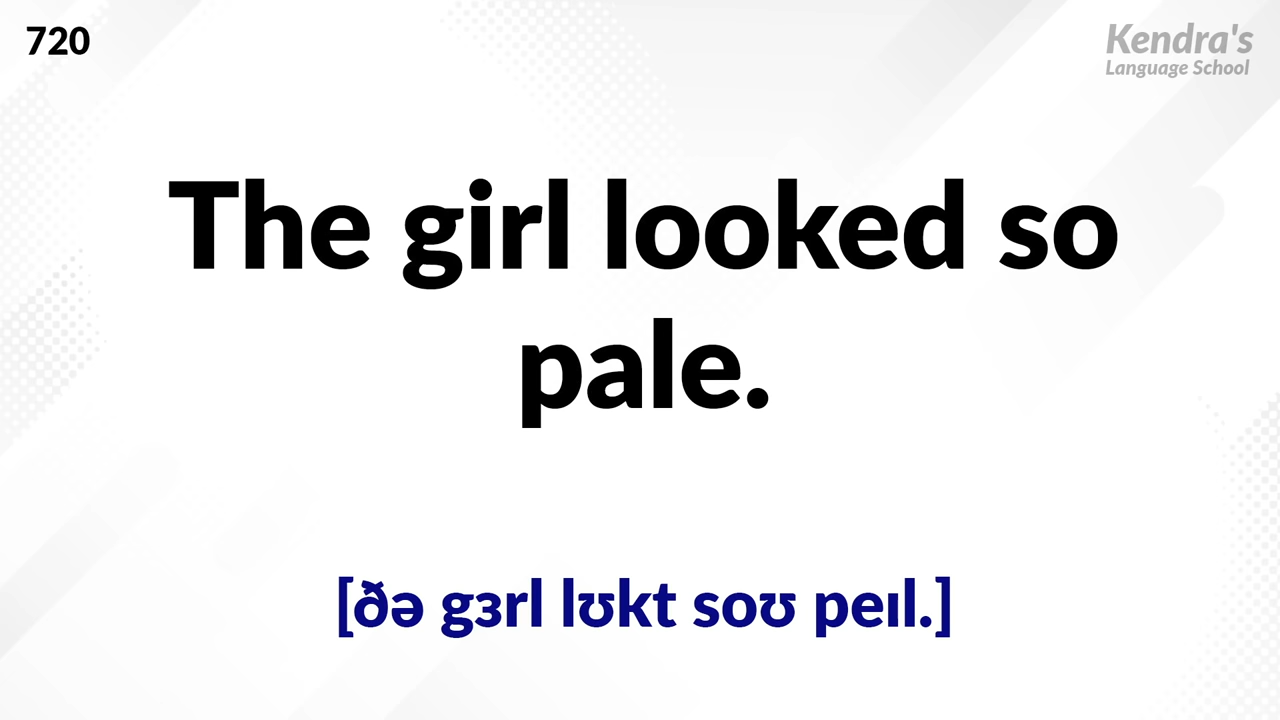 720
Kendra's
Language School
The girl looked so
pale.
[ðə gɜrl lʊkt soʊ peɪl.]